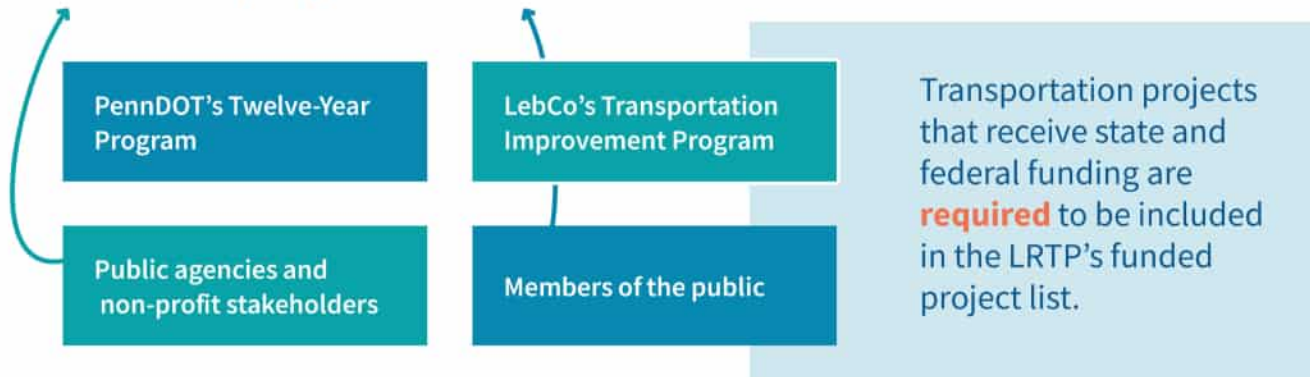 PennDOT's Twelve-Year
Program
LebCo's Transportation
Improvement Program
Public agencies and
non-profit stakeholders
Members of the public
Transportation projects
that receive state and
federal funding are
required to be included
in the LRTP's funded
project list.